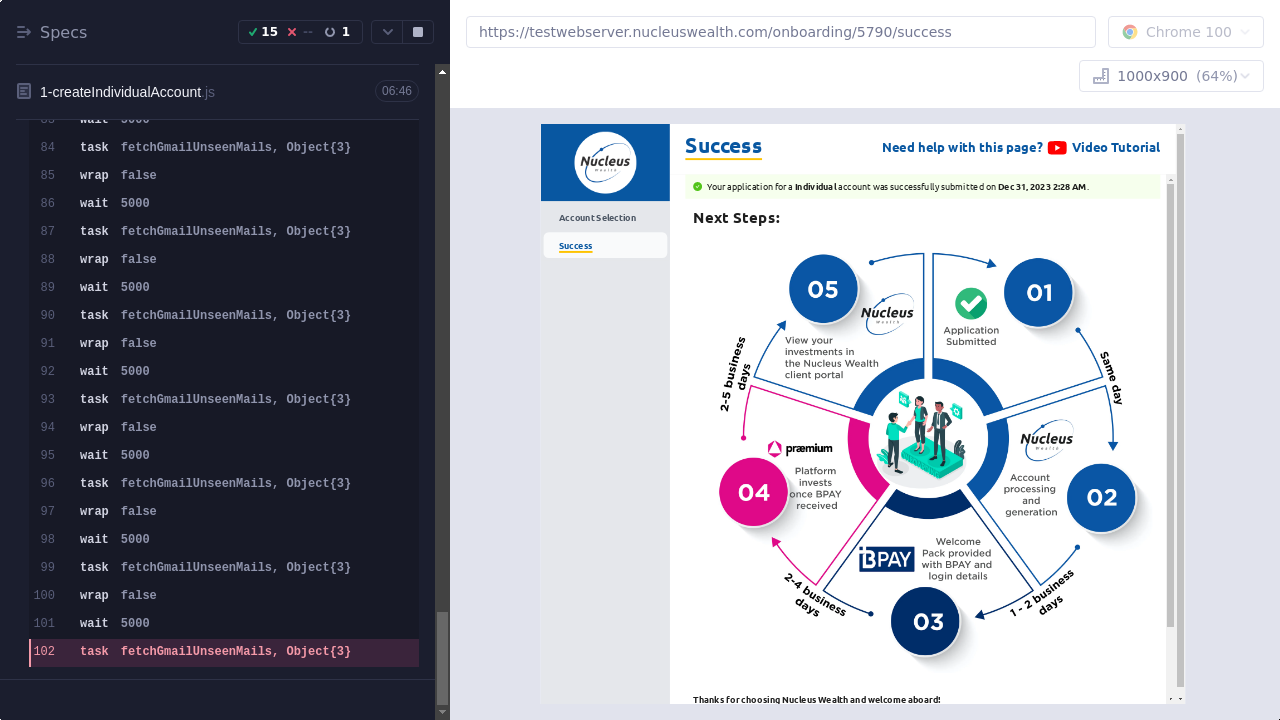 Specs
15
--
1
1-createIndividualAccount.js
06:46
83 wait 5000
84 task fetchGmailUnseenMails, Object{3}
85 wrap false
86 wait 5000
87 task fetchGmailUnseenMails, Object{3}
88 wrap false
89 wait 5000
90 task fetchGmailUnseenMails, Object{3}
91 wrap false
92 wait 5000
93 task fetchGmailUnseenMails, Object{3}
94 wrap false
95 wait 5000
96 task fetchGmailUnseenMails, Object{3}
97 wrap false
98 wait 5000
99 task fetchGmailUnseenMails, Object{3}
100 wrap false
101 wait 5000
102 task fetchGmailUnseenMails, Object{3}
https://testwebserver.nucleuswealth.com/onboarding/5790/success
Chrome 100
1000x900 (64%)
Nucleus
Wealth
Account Selection
Success
Success
Need help with this page? Video Tutorial
Your application for a Individual account was successfully submitted on Dec 31, 2023 2:28 AM.
Next Steps:
01
Application
Submitted
Same day
02
Nucleus
Wealth
Account
processing
and
generation
1 - 2 business
days
03
BPAY
Welcome
Pack provided
with BPAY and
login details
2-4 business
days
04
præmium
Platform
invests
once BPAY
received
2-5 business
days
05
Nucleus
Wealth
View your
investments in
the Nucleus Wealth
client portal
Thanks for choosing Nucleus Wealth and welcome aboard!